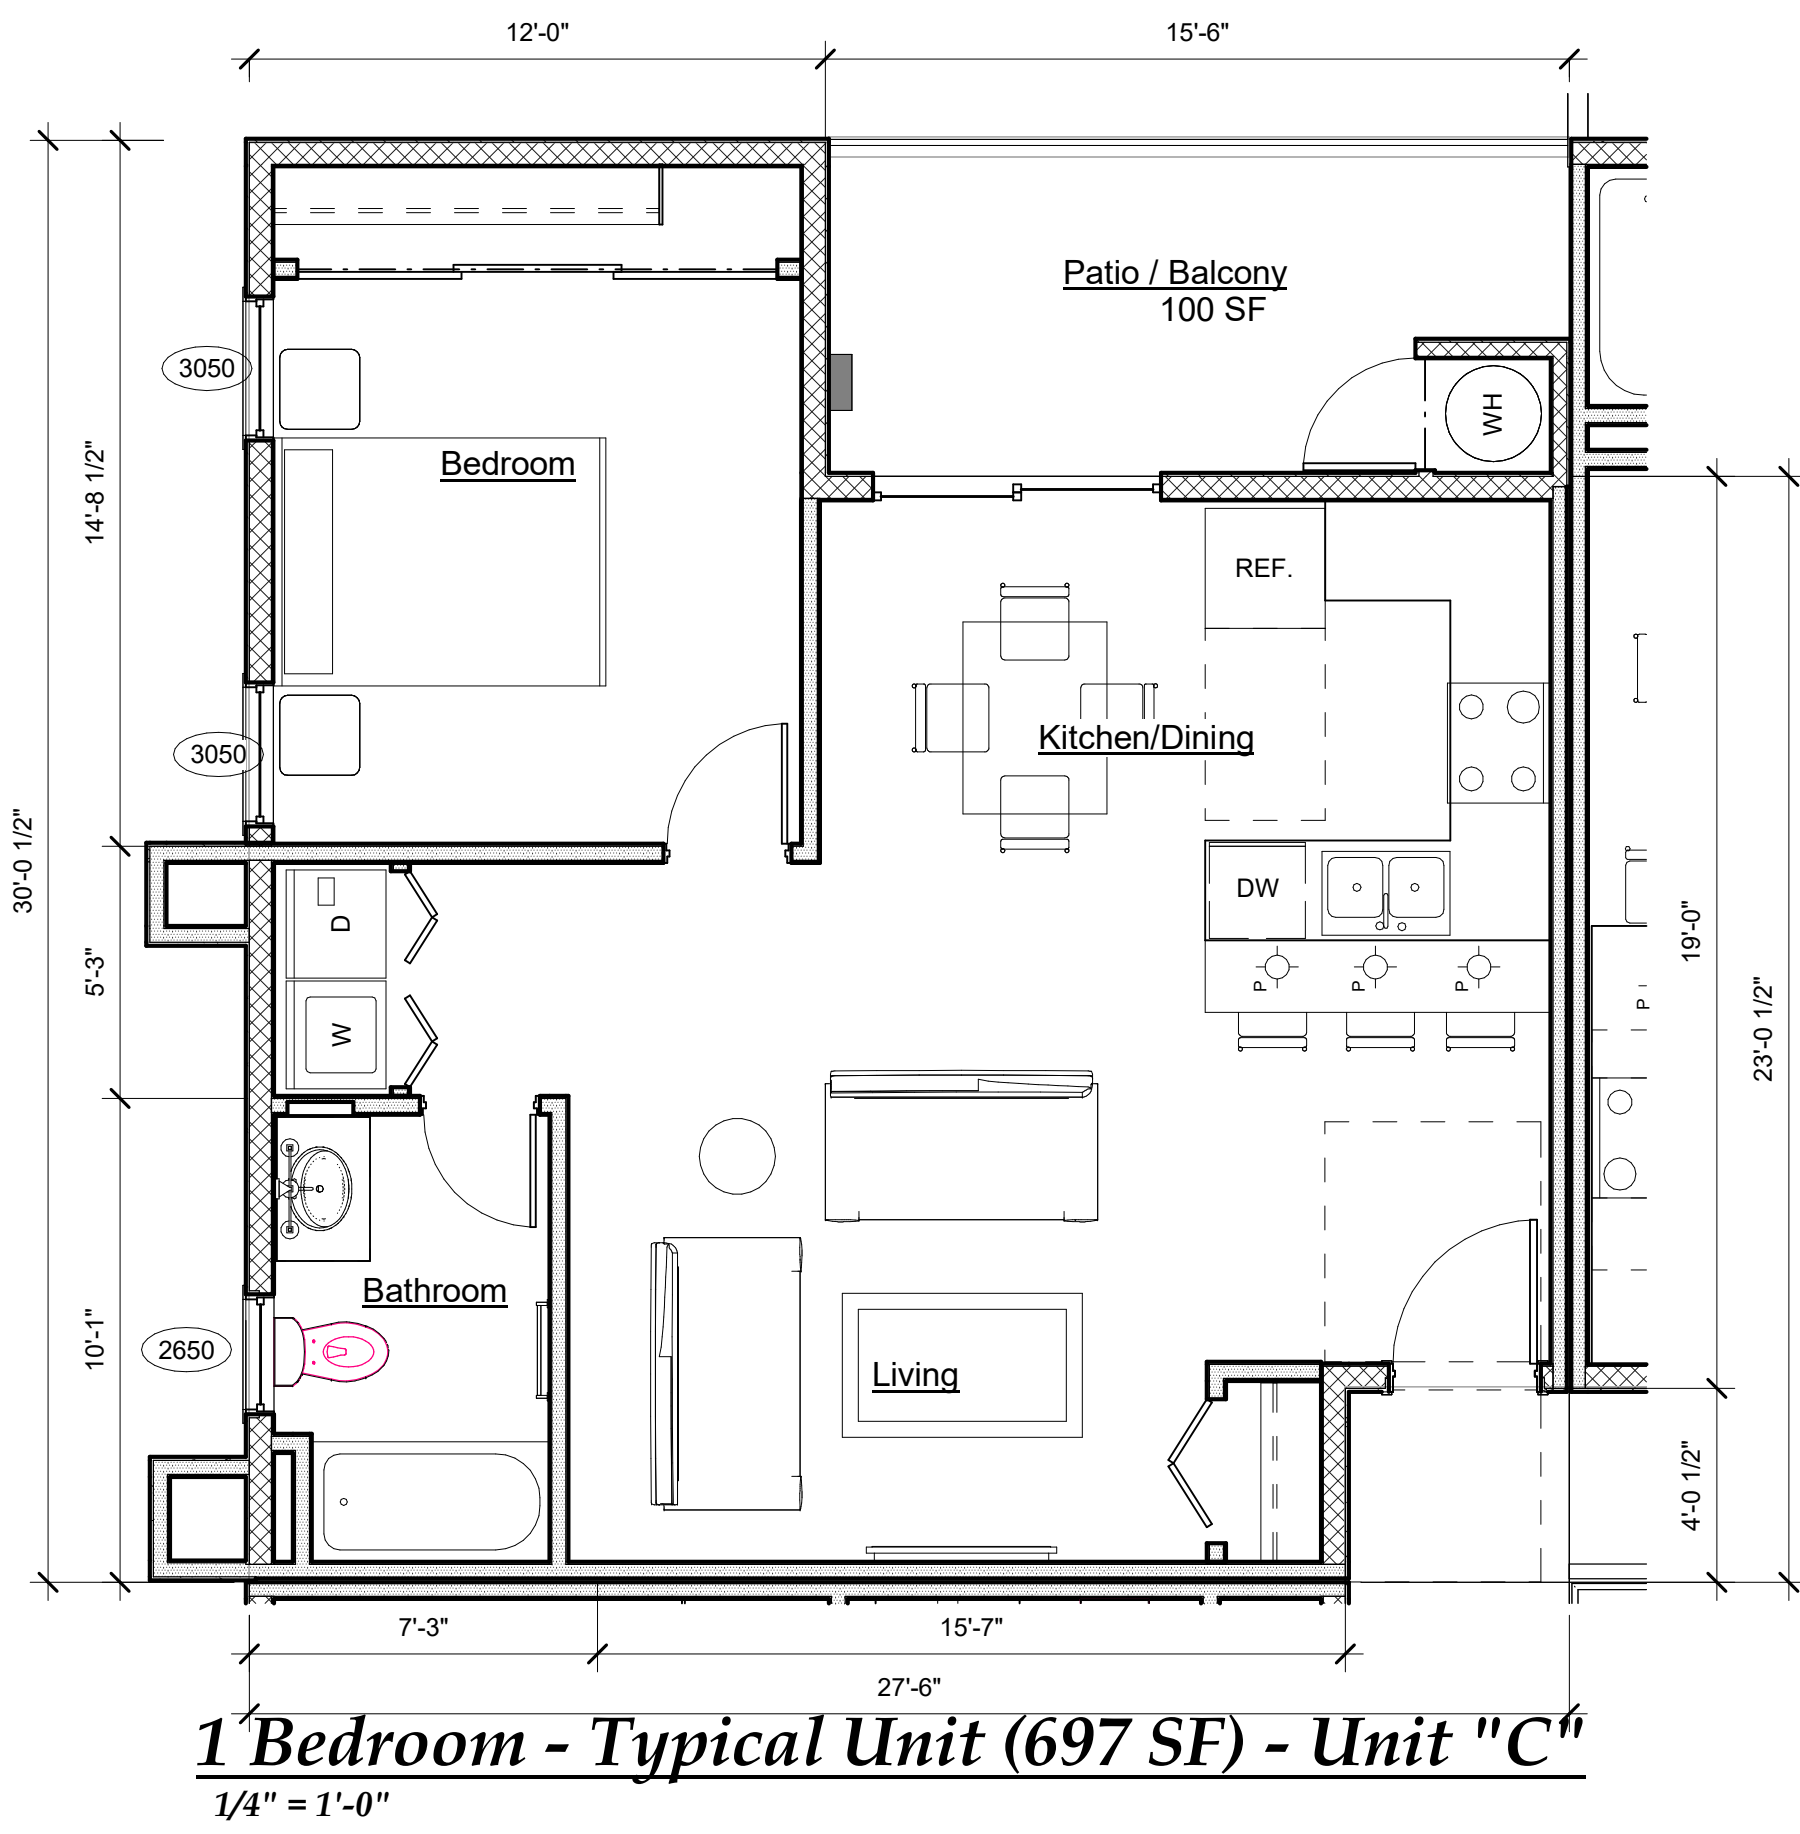 12'-0"
15'-6"
Patio / Balcony
100 SF
3050
WH
Bedroom
14'-8 1/2"
REF.
Kitchen/Dining
3050
30'-0 1/2"
DW
D
19'-0"
5'-3"
P
P
P
P
W
23'-0 1/2"
Bathroom
10'-1"
2650
Living
4'-0 1/2"
7'-3"
15'-7"
27'-6"
1 Bedroom - Typical Unit (697 SF) - Unit "C"
1/4" = 1'-0"